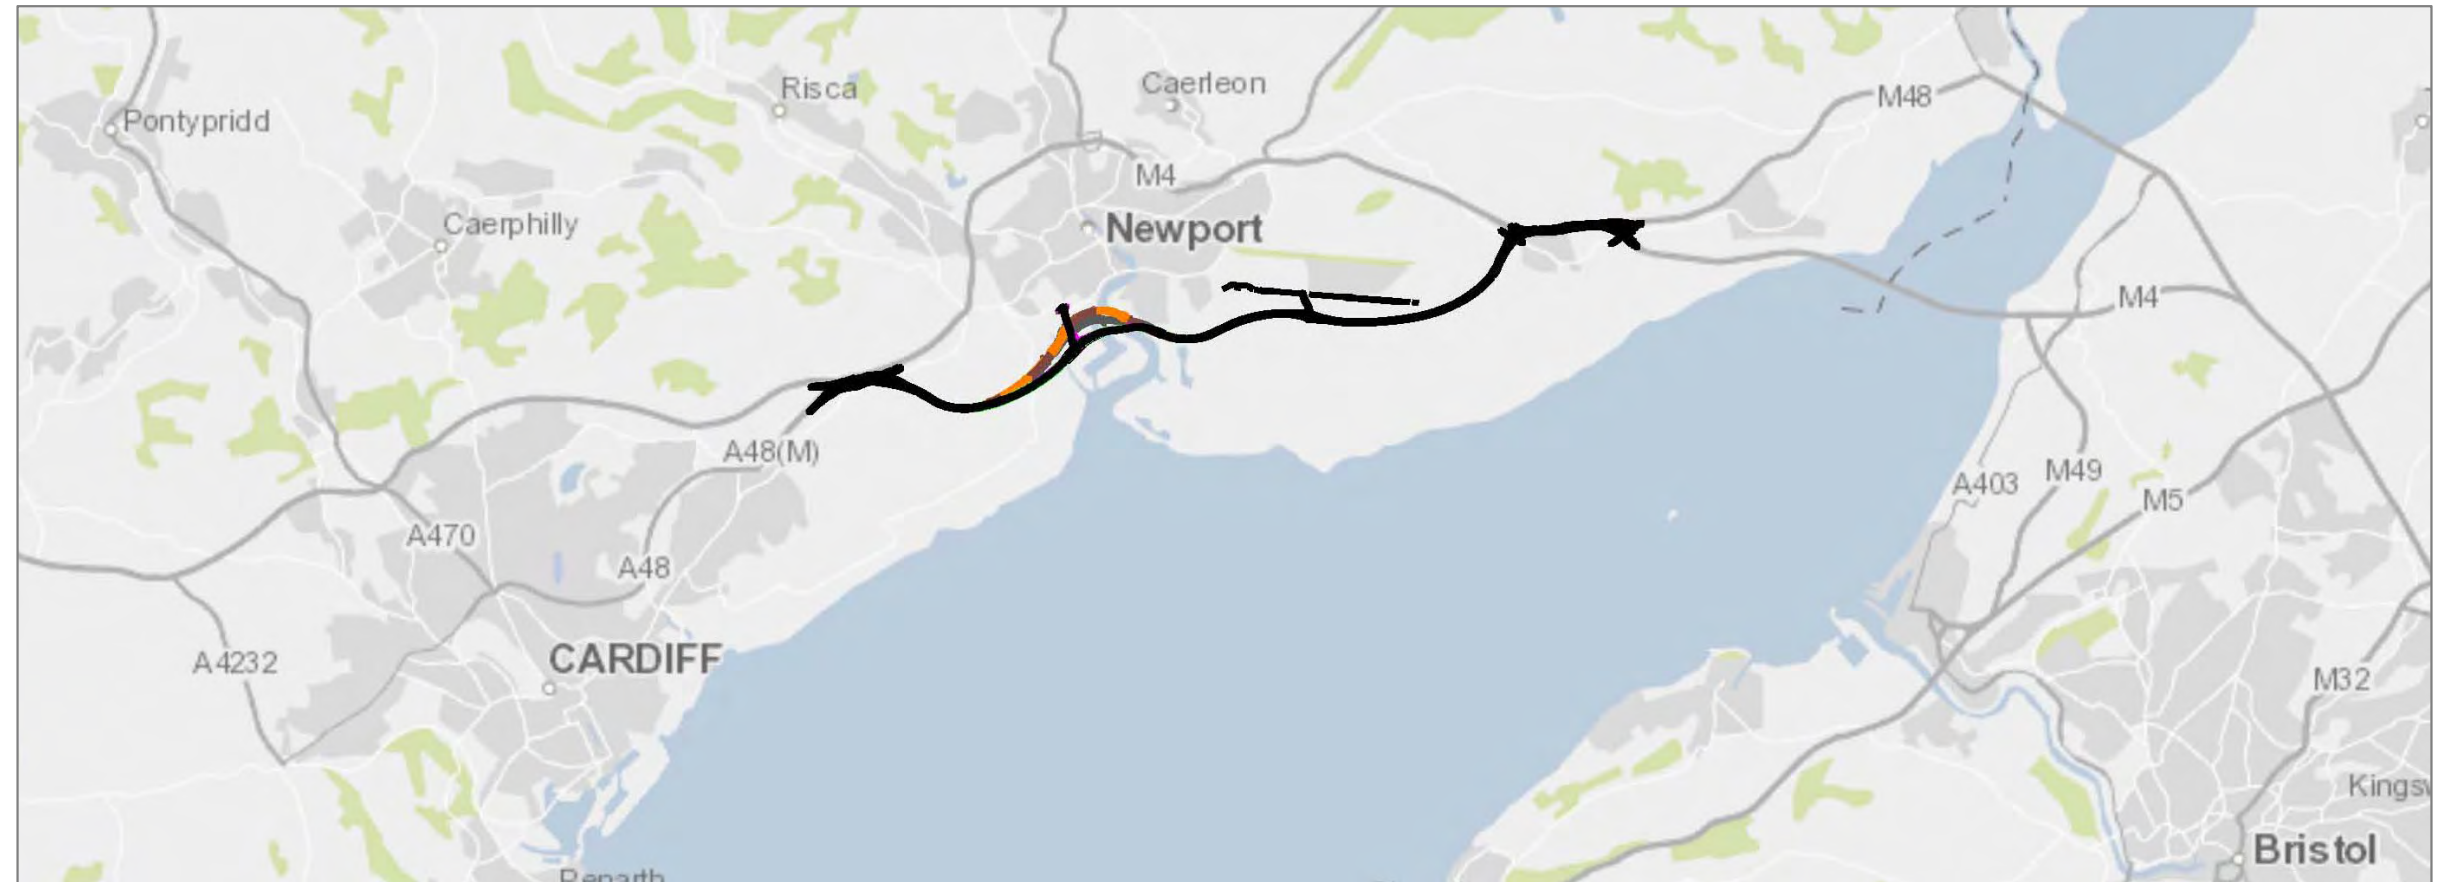 Risca
Caerleon
M48
Pontypridd
M4
Caerphilly
Newport
M4
A48(M)
A403
M49
M5
A470
A48
CARDIFF
A4232
M32
Kingsw
Bristol
Penarth